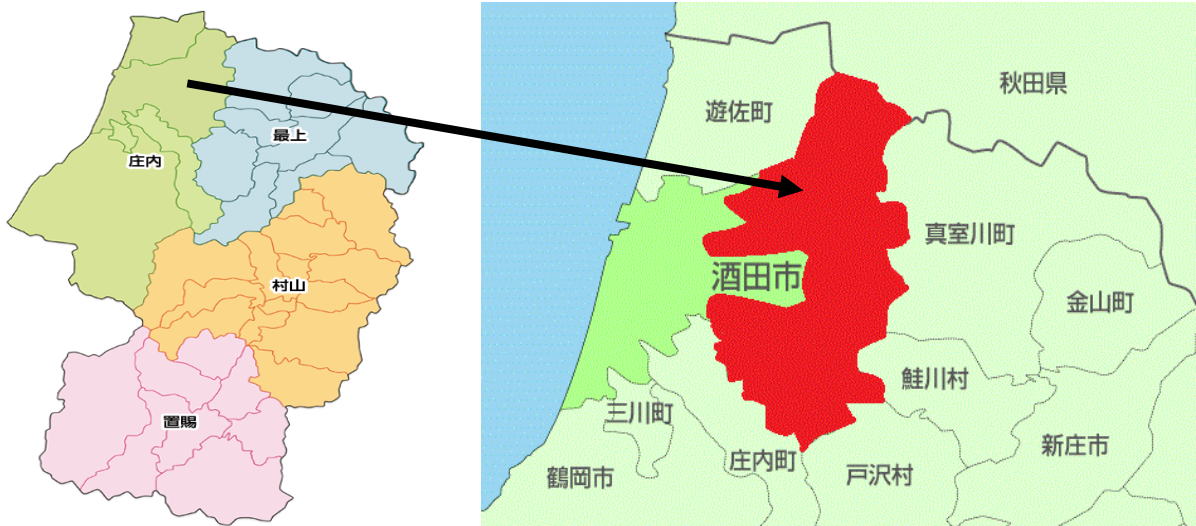 最上
庄内
村山
置賜
秋田県
遊佐町
真室川町
酒田市
金山町
鮭川村
三川町
新庄市
庄内町
戸沢村
鶴岡市